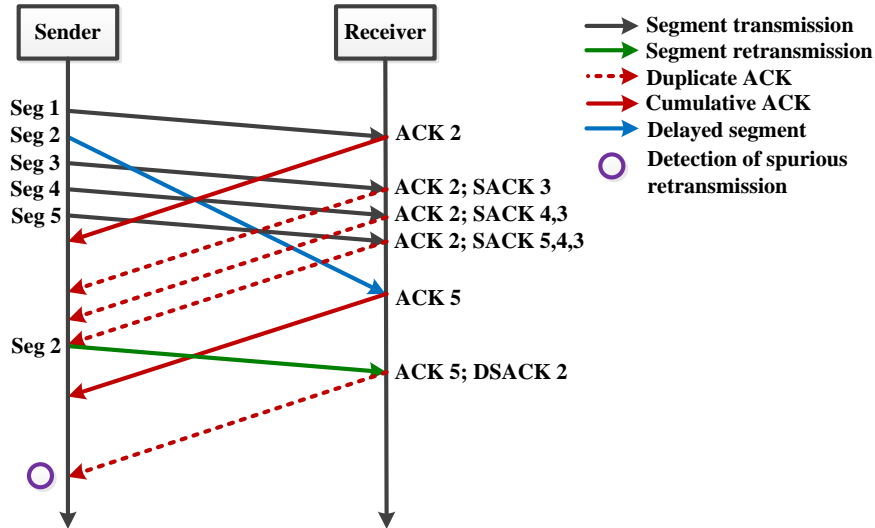 Sender
Receiver
Segment transmission
Segment retransmission
Duplicate ACK
Cumulative ACK
Delayed segment
Detection of spurious
retransmission
Seg 1
Seg 2
Seg 3
Seg 4
Seg 5
Seg 2
ACK 2
ACK 2; SACK 3
ACK 2; SACK 4,3
ACK 2; SACK 5,4,3
ACK 5
ACK 5; DSACK 2